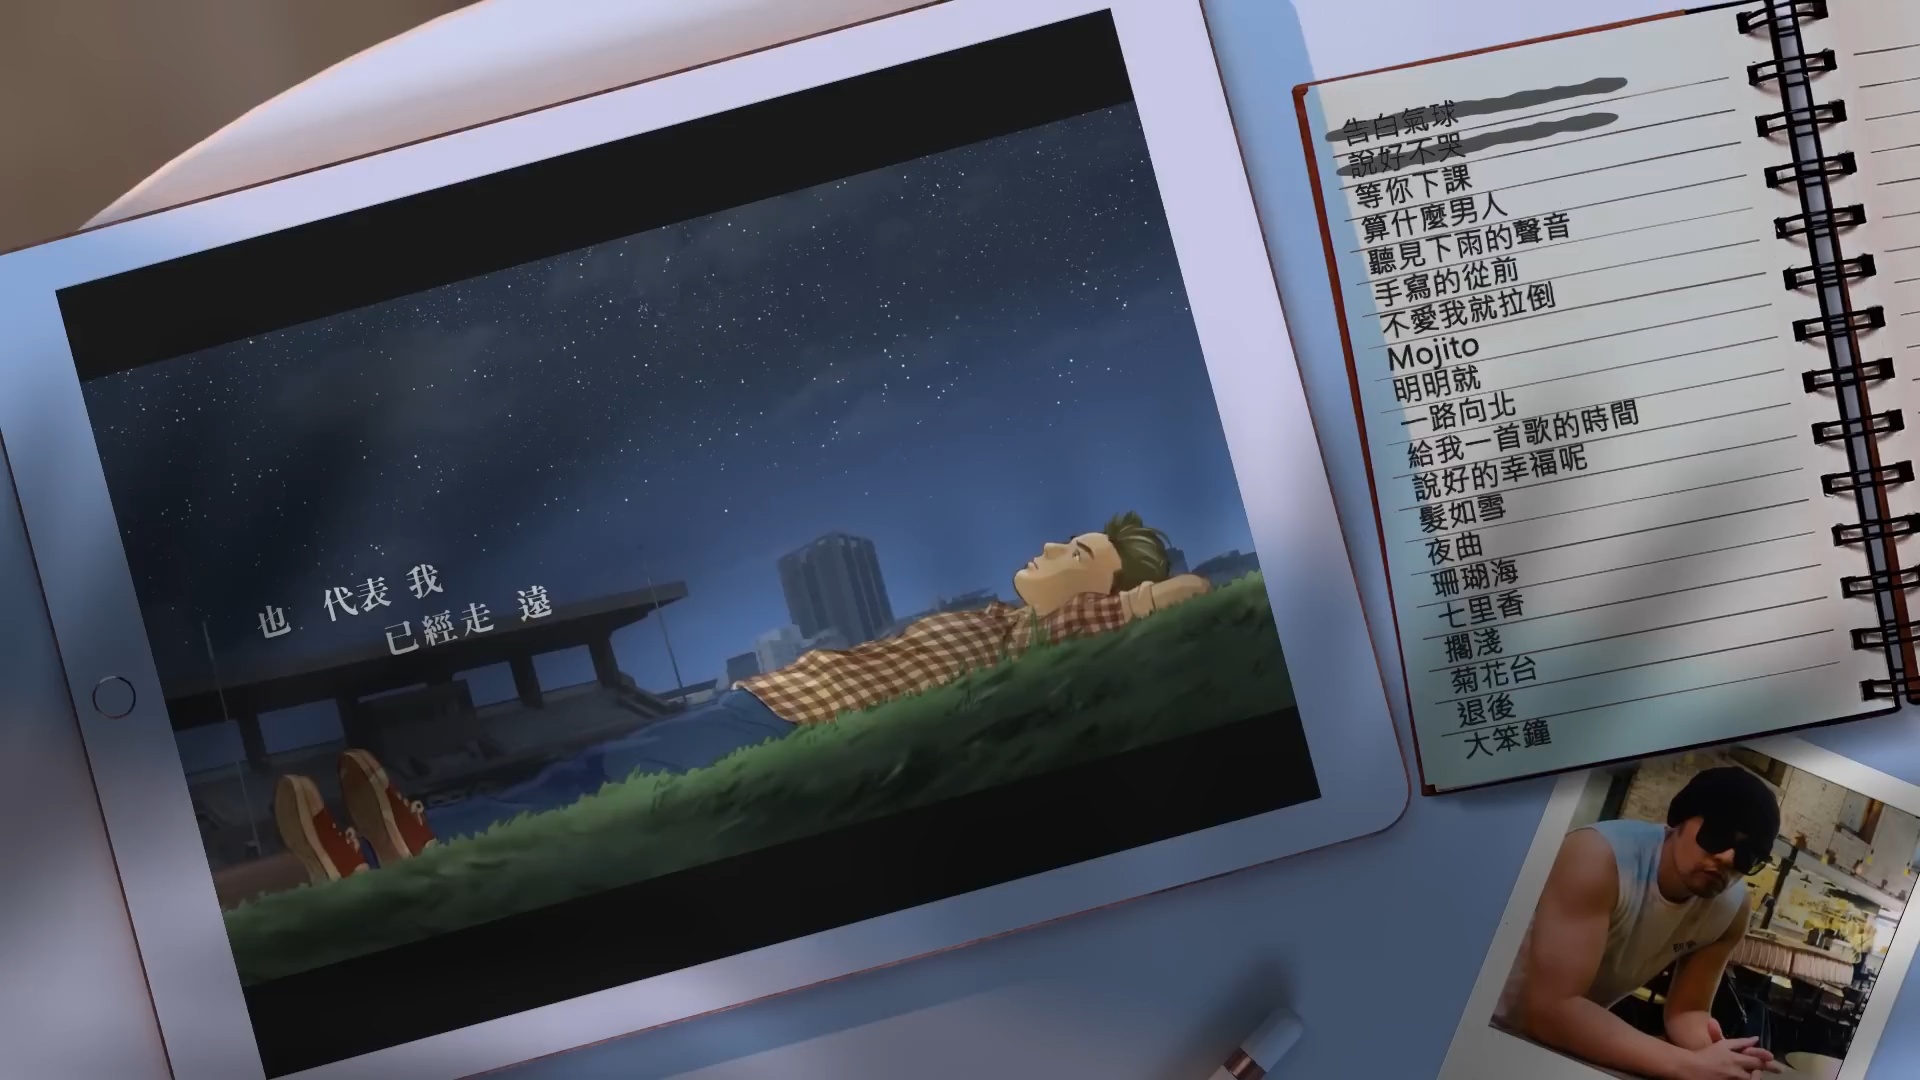 也 代表 我
已經走 遠
告白氣球
說好不哭
等你下課
算什麼男人
聽見下雨的聲音
手寫的從前
不愛我就拉倒
Mojito
明明就
一路向北
給我一首歌的時間
說好的幸福呢
髮如雪
夜曲
珊瑚海
七里香
擱淺
菊花台
退後
大笨鐘